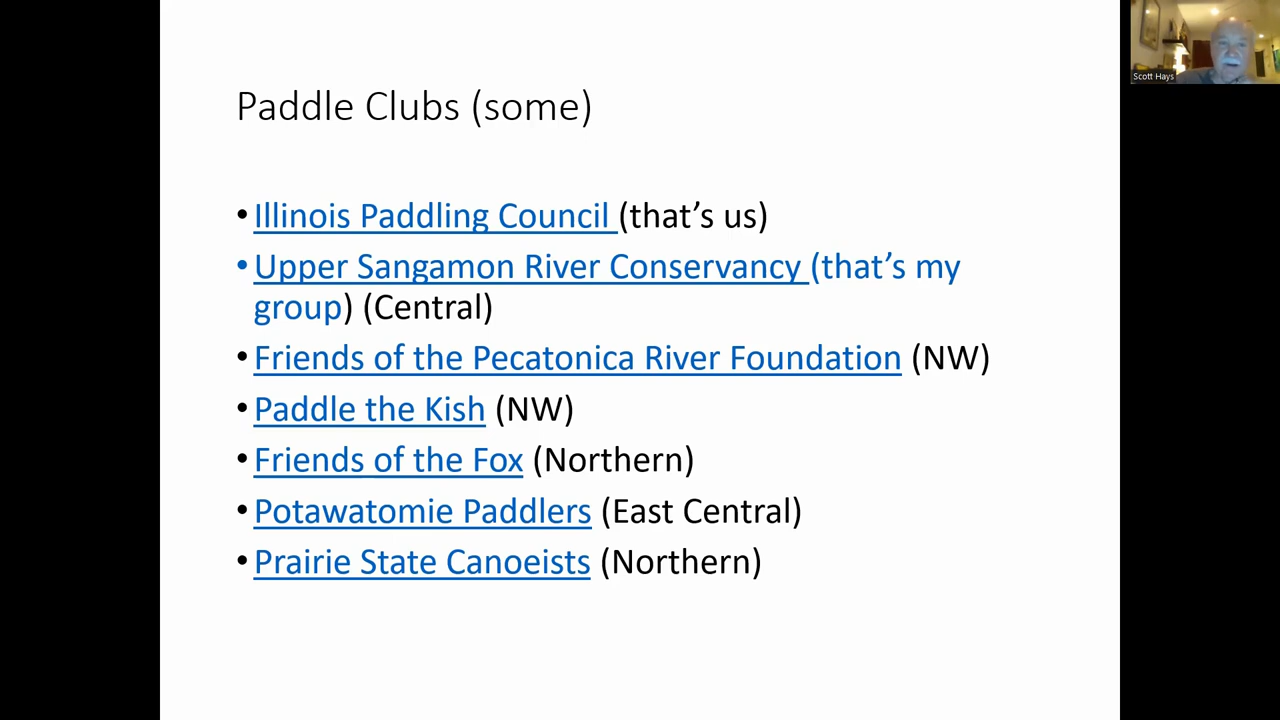 Paddle Clubs (some)
• Illinois Paddling Council (that's us)
• Upper Sangamon River Conservancy (that's my
group) (Central)
• Friends of the Pecatonica River Foundation (NW)
• Paddle the Kish (NW)
• Friends of the Fox (Northern)
• Potawatomie Paddlers (East Central)
• Prairie State Canoeists (Northern)
Scott Hays